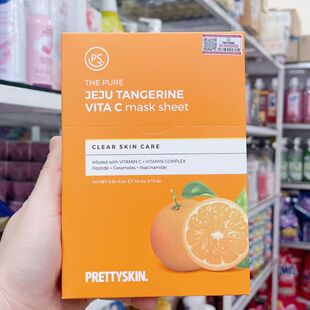 PS.
THE PURE
JEJU TANGERINE
VITA C mask sheet
CLEAR SKIN CARE
Infused with VITAMIN C + VITAMIN COMPLEX
Peptide + Ceramides + Niacinamide
PRETTYSKIN.